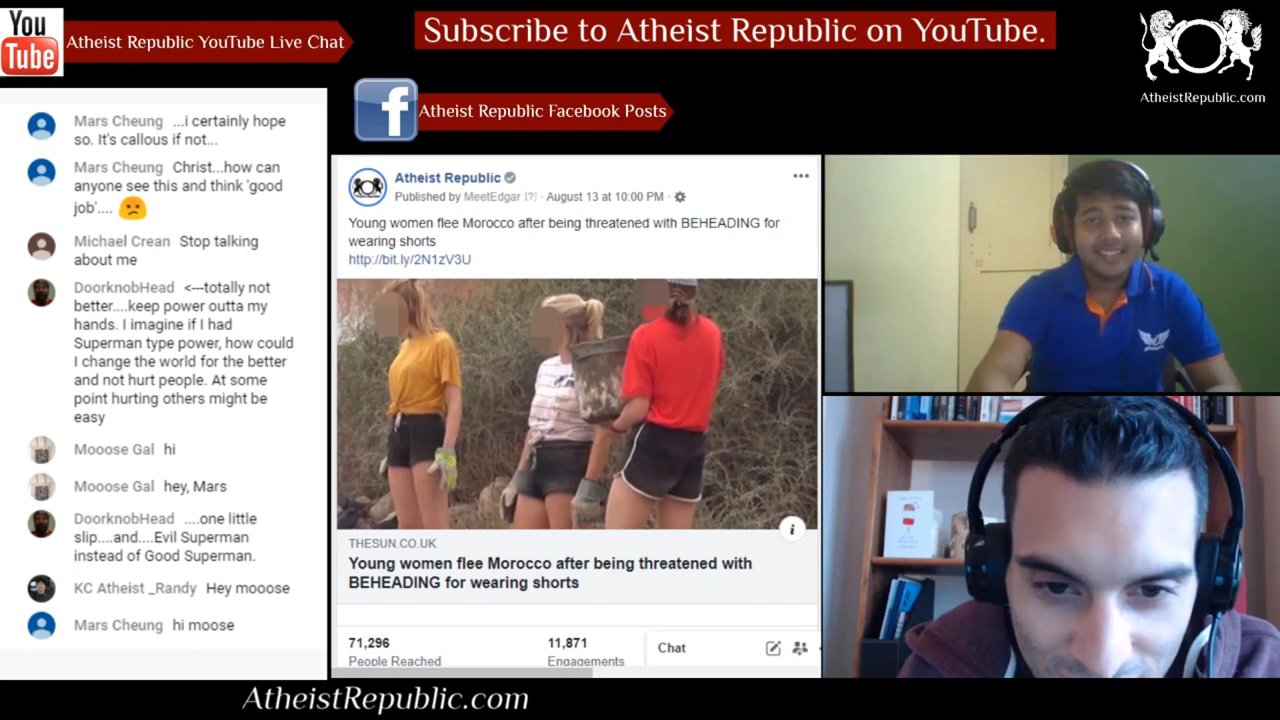 You
Tube
Atheist Republic YouTube Live Chat
Subscribe to Atheist Republic on YouTube.
AtheistRepublic.com
f
Atheist Republic Facebook Posts
Mars Cheung ...i certainly hope
so. It's callous if not...
Mars Cheung Christ...how can
anyone see this and think 'good
job'....
Michael Crean Stop talking
about me
DoorknobHead <---totally not
better....keep power outta my
hands. I imagine if I had
Superman type power, how could
I change the world for the better
and not hurt people. At some
point hurting others might be
easy
Mooose Gal hi
Mooose Gal hey, Mars
DoorknobHead ....one little
slip....and....Evil Superman
instead of Good Superman.
KC Atheist _Randy Hey mooose
Mars Cheung hi moose
Atheist Republic
Published by MeetEdgar [?] · August 13 at 10:00 PM ·
Young women flee Morocco after being threatened with BEHEADING for
wearing shorts
http://bit.ly/2N1zV3U
i
THESUN.CO.UK
Young women flee Morocco after being threatened with
BEHEADING for wearing shorts
71,296
People Reached
11,871
Engagements
Chat
AtheistRepublic.com